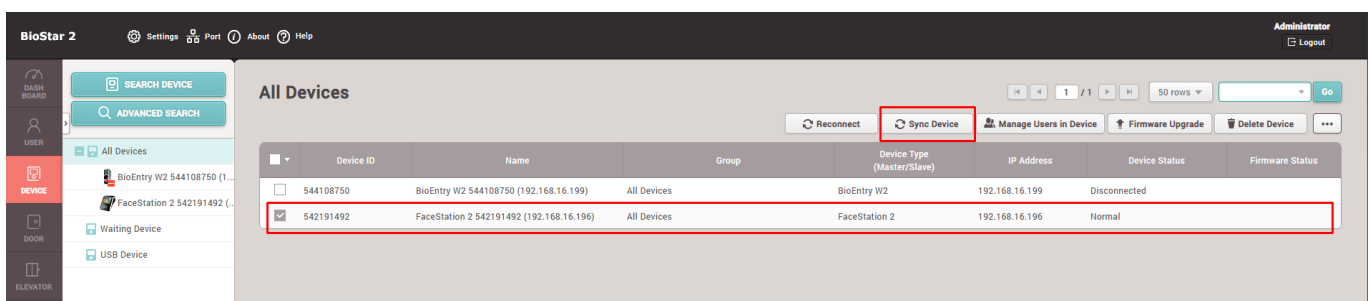 BioStar 2 Settings Port About Help Administrator
Logout
DASH
BOARD
USER
DEVICE
DOOR
ELEVATOR
SEARCH DEVICE
ADVANCED SEARCH
All Devices
BioEntry W2 544108750 (1...
FaceStation 2 542191492 (..
Waiting Device
USB Device
All Devices
1 / 1 50 rows Go
Reconnect Sync Device Manage Users in Device Firmware Upgrade Delete Device ...
Device ID Name Group Device Type IP Address Device Status Firmware Status
(Master/Slave)
544108750 BioEntry W2 544108750 (192.168.16.199) All Devices BioEntry W2 192.168.16.199 Disconnected
542191492 FaceStation 2 542191492 (192.168.16.196) All Devices FaceStation 2 192.168.16.196 Normal